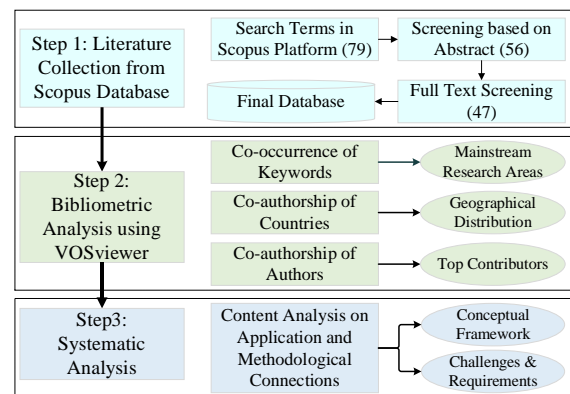 Step 1: Literature
Collection from
Scopus Database
Search Terms in
Scopus Platform (79)
Screening based on
Abstract (56)
Final Database
Full Text Screening
(47)
Step 2:
Bibliometric
Analysis using
VOSviewer
Co-occurrence of
Keywords
Mainstream
Research Areas
Co-authorship of
Countries
Geographical
Distribution
Co-authorship of
Authors
Top Contributors
Step3:
Systematic
Analysis
Content Analysis on
Application and
Methodological
Connections
Conceptual
Framework
Challenges &
Requirements